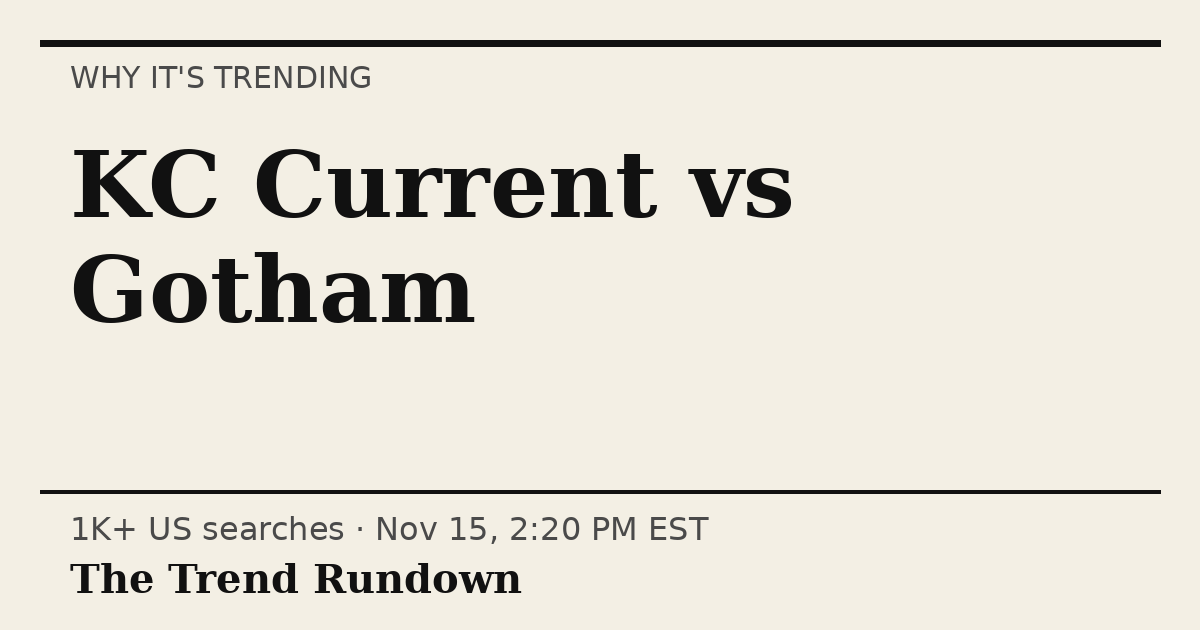 WHY IT'S TRENDING
KC Current vs
Gotham
1K+ US searches · Nov 15, 2:20 PM EST
The Trend Rundown